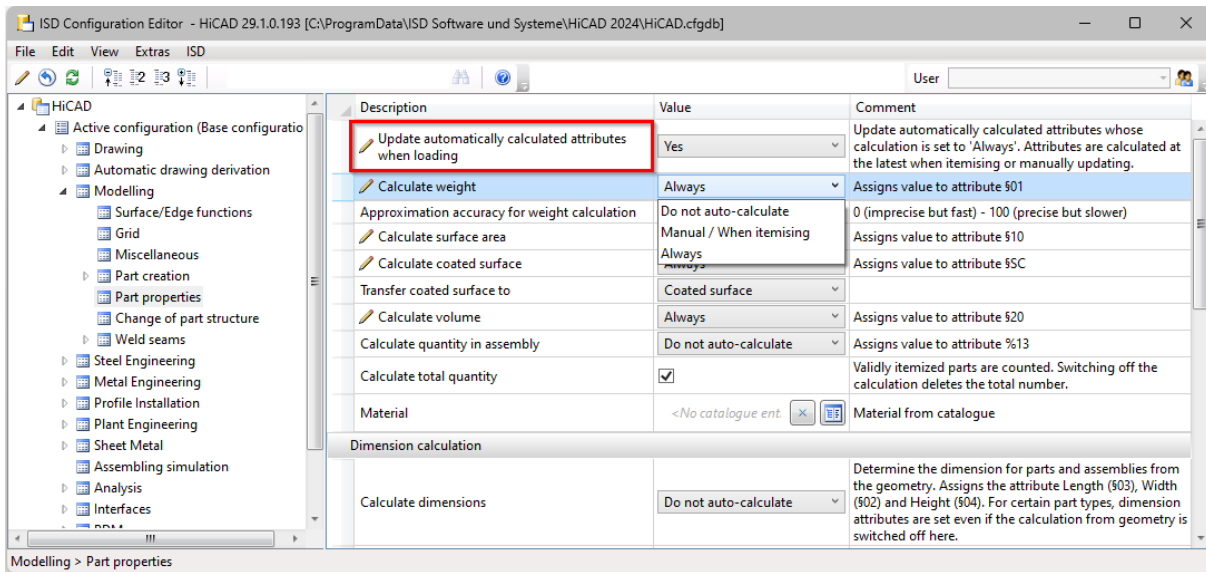 ISD Configuration Editor - HiCAD 29.1.0.193 [C:\ProgramData\ISD Software und Systeme\HiCAD 2024\HiCAD.cfgdb]
File Edit View Extras ISD
User
HiCAD
Active configuration (Base configuratio
Drawing
Automatic drawing derivation
Modelling
Surface/Edge functions
Grid
Miscellaneous
Part creation
Part properties
Change of part structure
Weld seams
Steel Engineering
Metal Engineering
Profile Installation
Plant Engineering
Sheet Metal
Assembling simulation
Analysis
Interfaces
Description Value Comment
Update automatically calculated attributes
when loading
Yes
Update automatically calculated attributes whose
calculation is set to 'Always'. Attributes are calculated at
the latest when itemising or manually updating.
Calculate weight Always Assigns value to attribute §01
Do not auto-calculate
Manual / When itemising
Always
Approximation accuracy for weight calculation 0 (imprecise but fast) - 100 (precise but slower)
Calculate surface area Assigns value to attribute §10
Calculate coated surface Always Assigns value to attribute §SC
Transfer coated surface to Coated surface
Calculate volume Always Assigns value to attribute §20
Calculate quantity in assembly Do not auto-calculate Assigns value to attribute %13
Calculate total quantity
Validly itemized parts are counted. Switching off the
calculation deletes the total number.
Material <No catalogue ent. Material from catalogue
Dimension calculation
Calculate dimensions Do not auto-calculate
Determine the dimension for parts and assemblies from
the geometry. Assigns the attribute Length (§03), Width
(§02) and Height (§04). For certain part types, dimension
attributes are set even if the calculation from geometry is
switched off here.
Modelling > Part properties